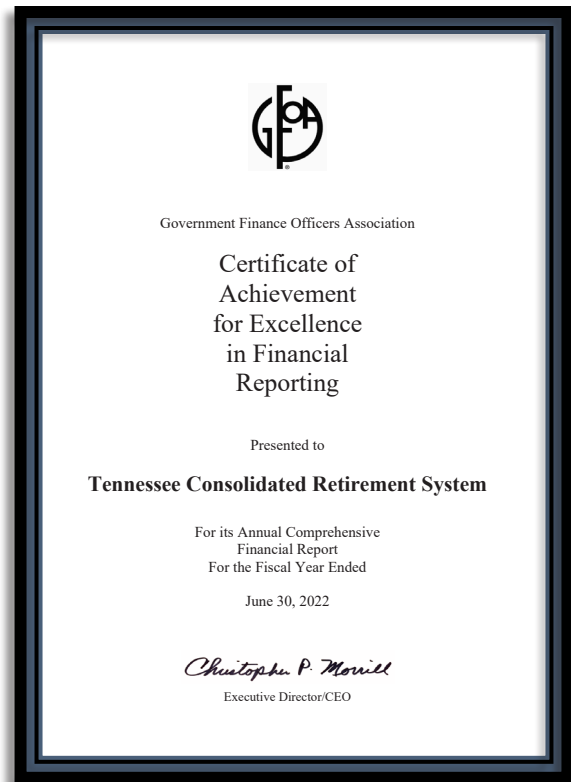 GFOA
Government Finance Officers Association
Certificate of
Achievement
for Excellence
in Financial
Reporting
Presented to
Tennessee Consolidated Retirement System
For its Annual Comprehensive
Financial Report
For the Fiscal Year Ended
June 30, 2022
Christopher P. Morrill
Executive Director/CEO